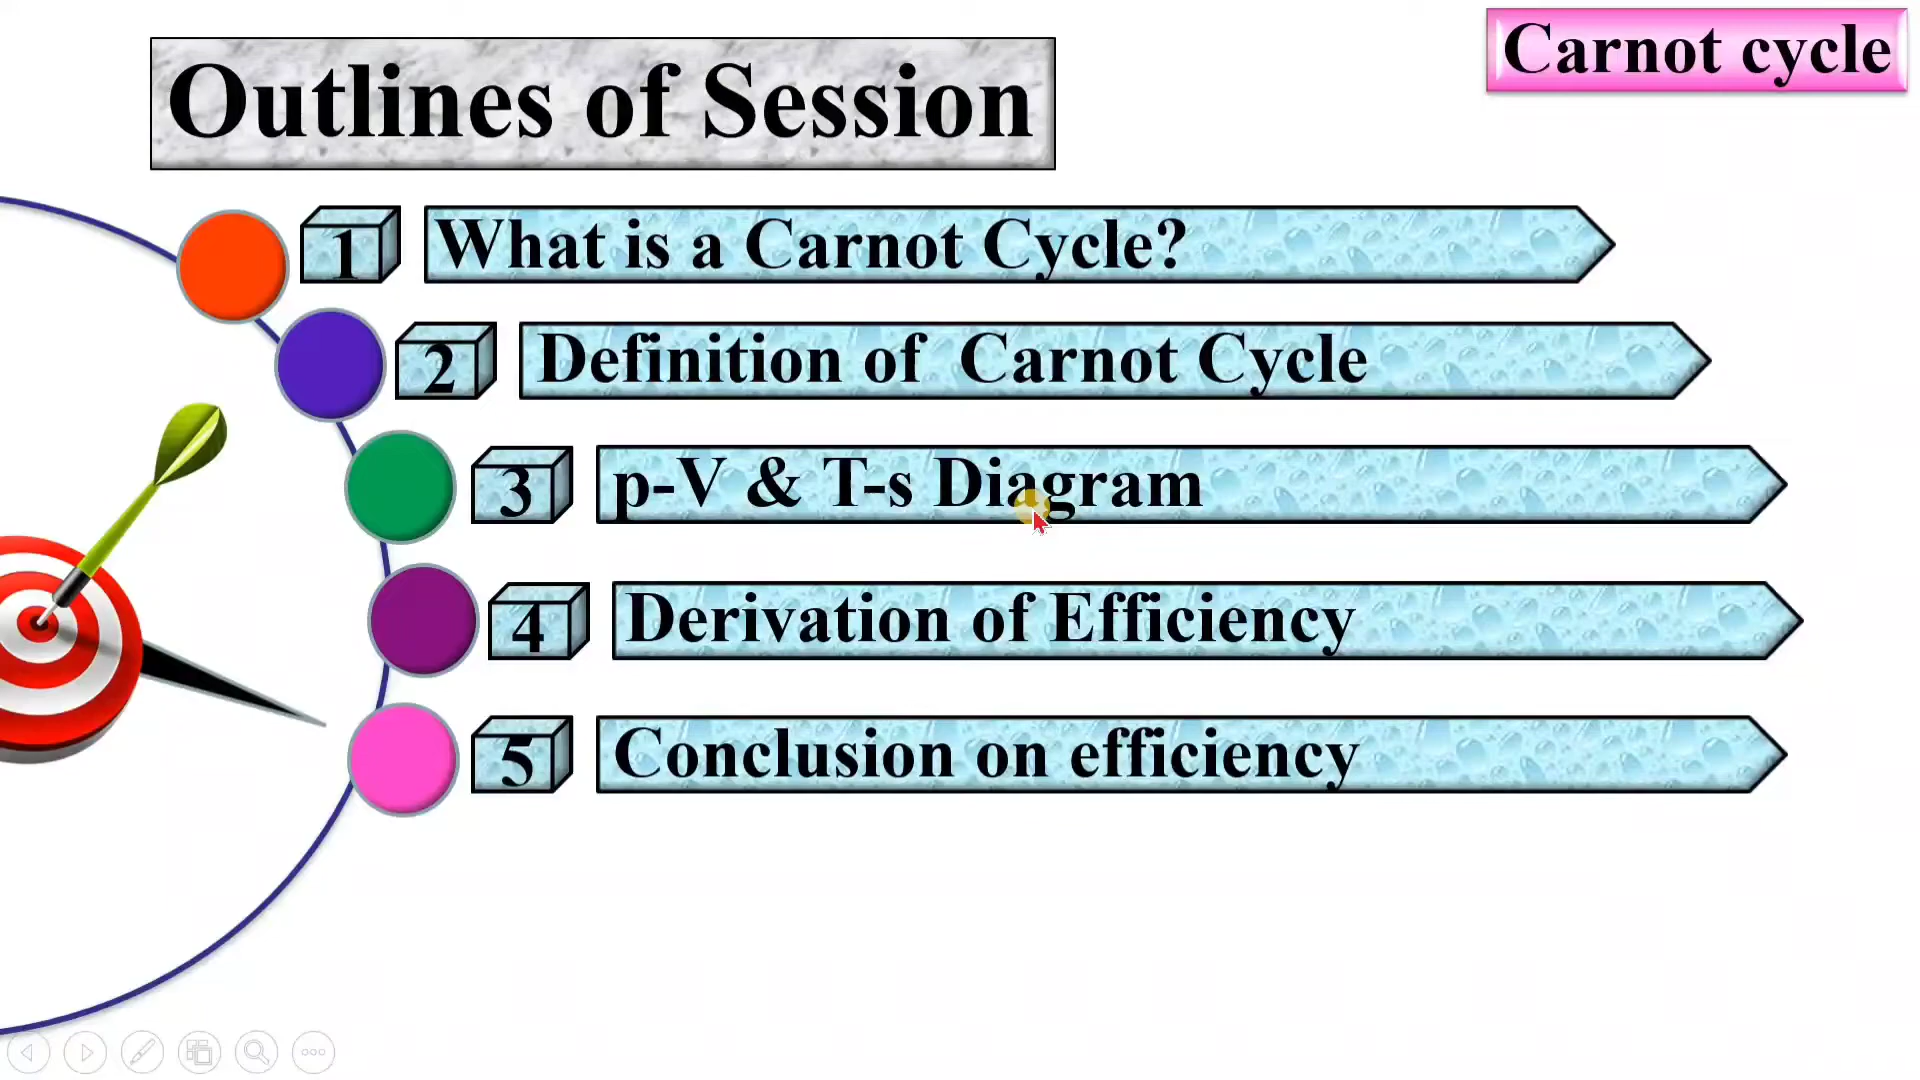 Carnot cycle
Outlines of Session
1 What is a Carnot Cycle?
2 Definition of Carnot Cycle
3 p-V & T-s Diagram
4 Derivation of Efficiency
5 Conclusion on efficiency